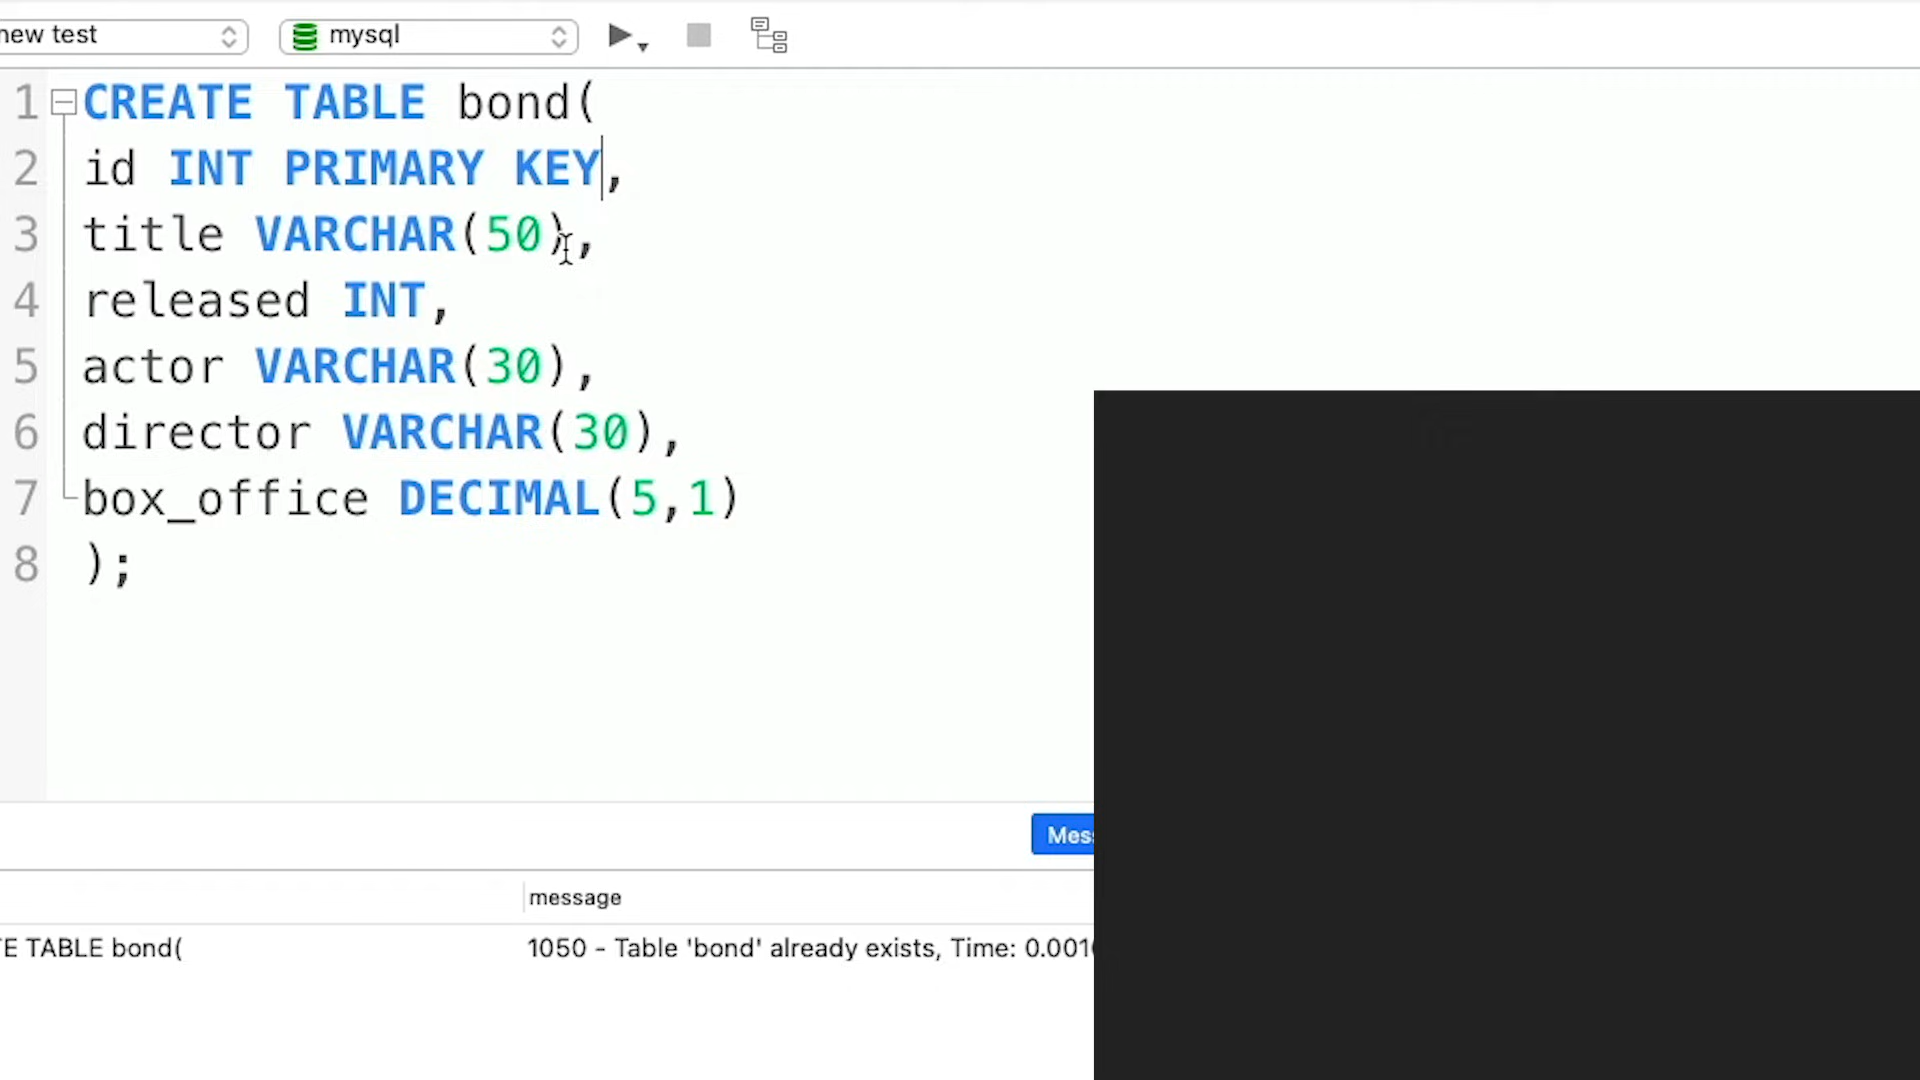 new test
mysql
1 CREATE TABLE bond(
2 id INT PRIMARY KEY,
3 title VARCHAR(50),
4 released INT,
5 actor VARCHAR(30),
6 director VARCHAR(30),
7 box_office DECIMAL(5,1)
8 );
Mes
message
E TABLE bond(
1050 - Table 'bond' already exists, Time: 0.001